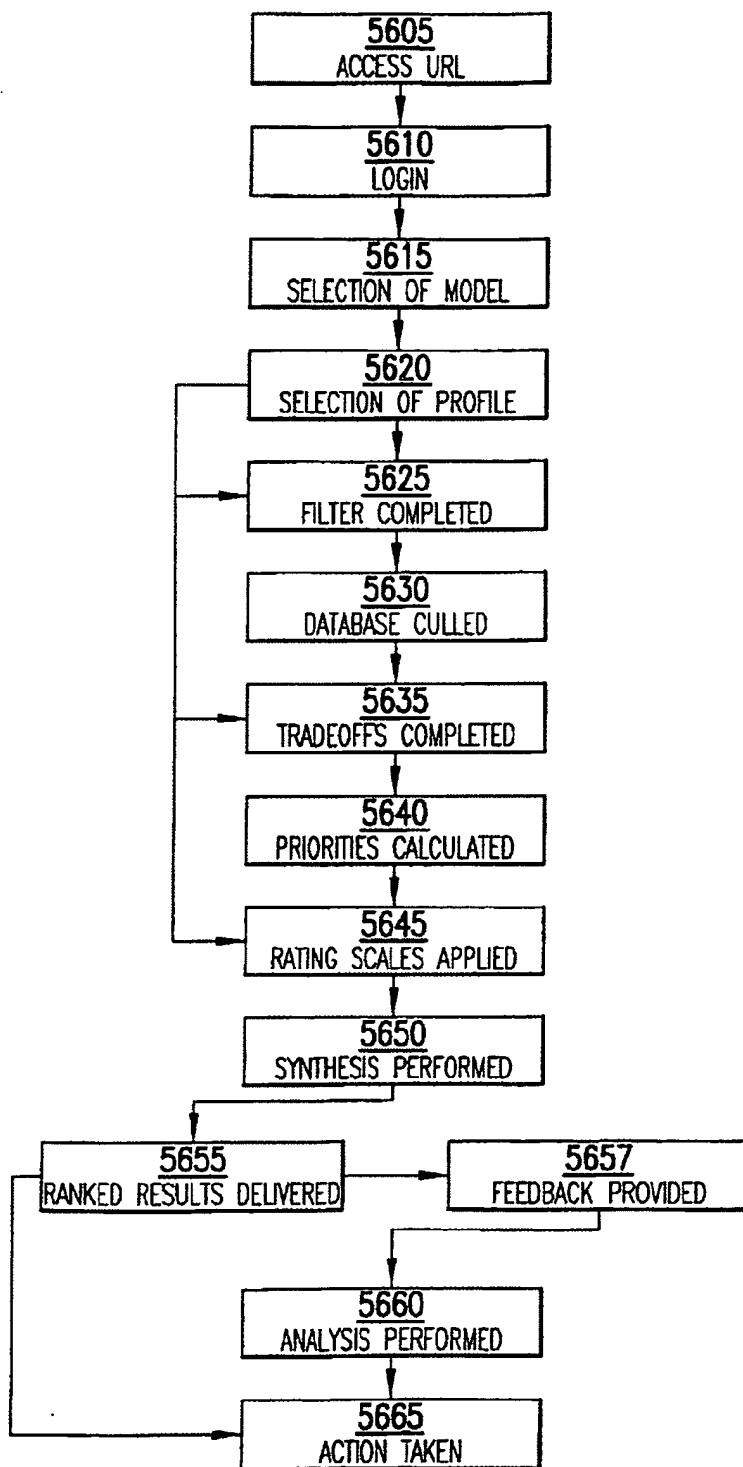 5605
ACCESS URL
5610
LOGIN
5615
SELECTION OF MODEL
5620
SELECTION OF PROFILE
5625
FILTER COMPLETED
5630
DATABASE CULLED
5635
TRADEOFFS COMPLETED
5640
PRIORITIES CALCULATED
5645
RATING SCALES APPLIED
5650
SYNTHESIS PERFORMED
5655
RANKED RESULTS DELIVERED
5657
FEEDBACK PROVIDED
5660
ANALYSIS PERFORMED
5665
ACTION TAKEN